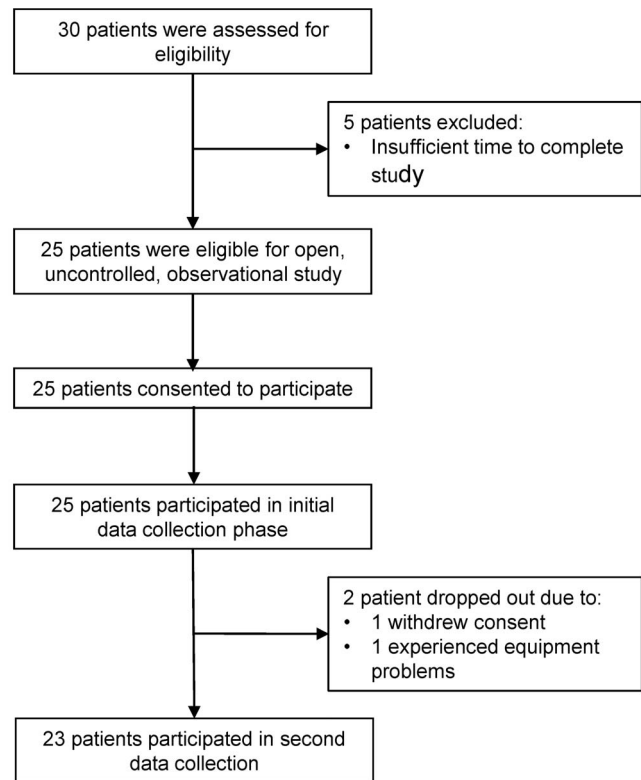 30 patients were assessed for
eligibility
5 patients excluded:
• Insufficient time to complete
study
25 patients were eligible for open,
uncontrolled, observational study
25 patients consented to participate
25 patients participated in initial
data collection phase
2 patient dropped out due to:
• 1 withdrew consent
• 1 experienced equipment
problems
23 patients participated in second
data collection